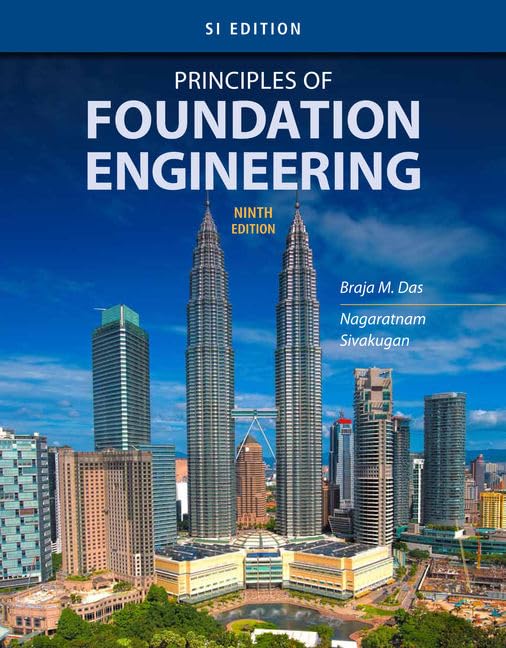 SI EDITION
PRINCIPLES OF
FOUNDATION
ENGINEERING
NINTH
EDITION
Braja M. Das
Nagaratnam
Sivakugan